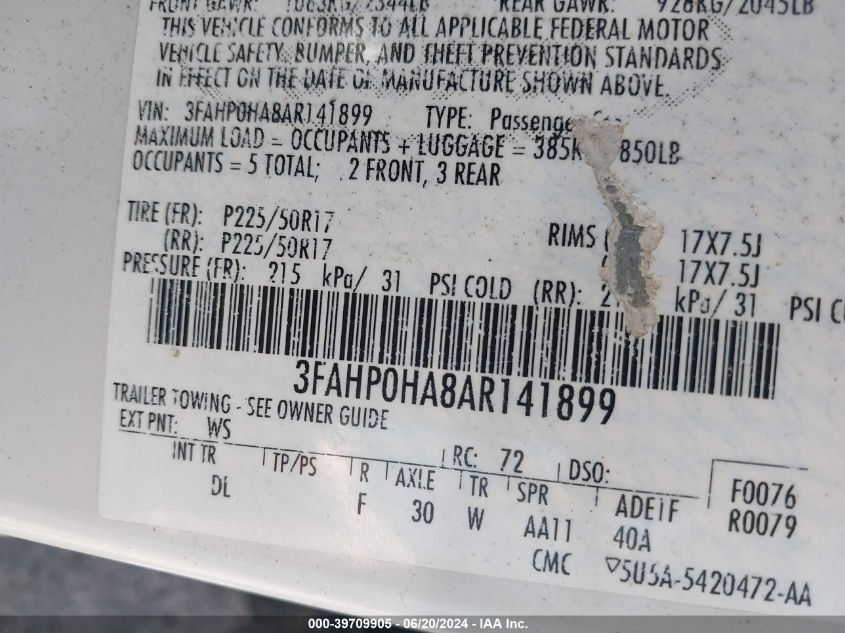 FRONT GAWR: 1063KG/2344LB REAR GAWR: 928KG/2045LB
THIS VEHICLE CONFORMS TO ALL APPLICABLE FEDERAL MOTOR
VEHICLE SAFETY, BUMPER, AND THEFT PREVENTION STANDARDS
IN EFFECT ON THE DATE OF MANUFACTURE SHOWN ABOVE.
VIN: 3FAHP0HA8AR141899 TYPE: Passenger
MAXIMUM LOAD = OCCUPANTS + LUGGAGE = 385K 850LB
OCCUPANTS = 5 TOTAL; 2 FRONT, 3 REAR
TIRE (FR): P225/50R17 RIMS ( 17X7.5J
(RR): P225/50R17 17X7.5J
PRESSURE (FR): 215 kPa/ 31 PSI COLD (RR): 2 kPa/ 31 PSI CO
3FAHP0HA8AR141899
TRAILER TOWING - SEE OWNER GUIDE
EXT PNT: WS RC: 72 DSO:
INT TR TP/PS R AXLE TR SPR ADE1F F0076
DL F 30 W AA11 40A R0079
CMC 5U5A-5420472-AA
000-39709905 - 06/20/2024 - IAA Inc.